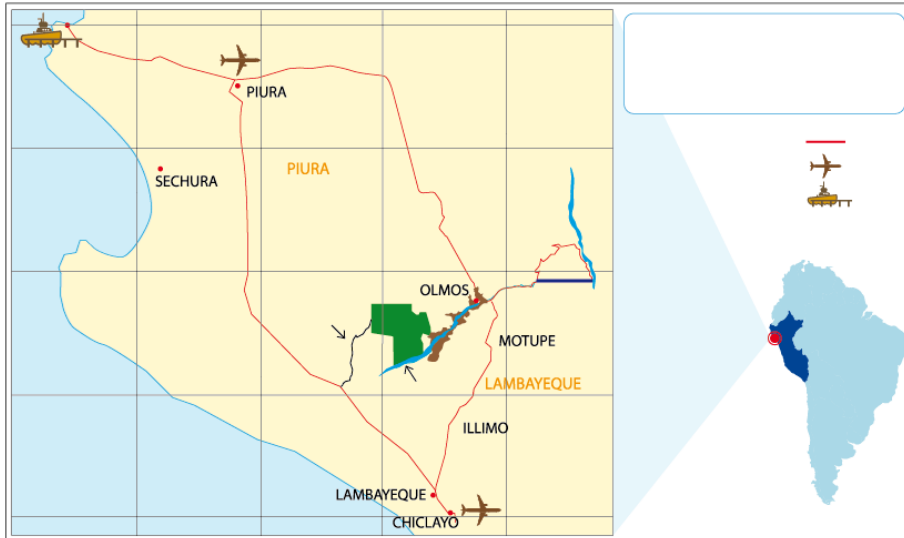 PIURA
PIURA
SECHURA
OLMOS
MOTUPE
LAMBAYEQUE
ILLIMO
LAMBAYEQUE
CHICLAYO